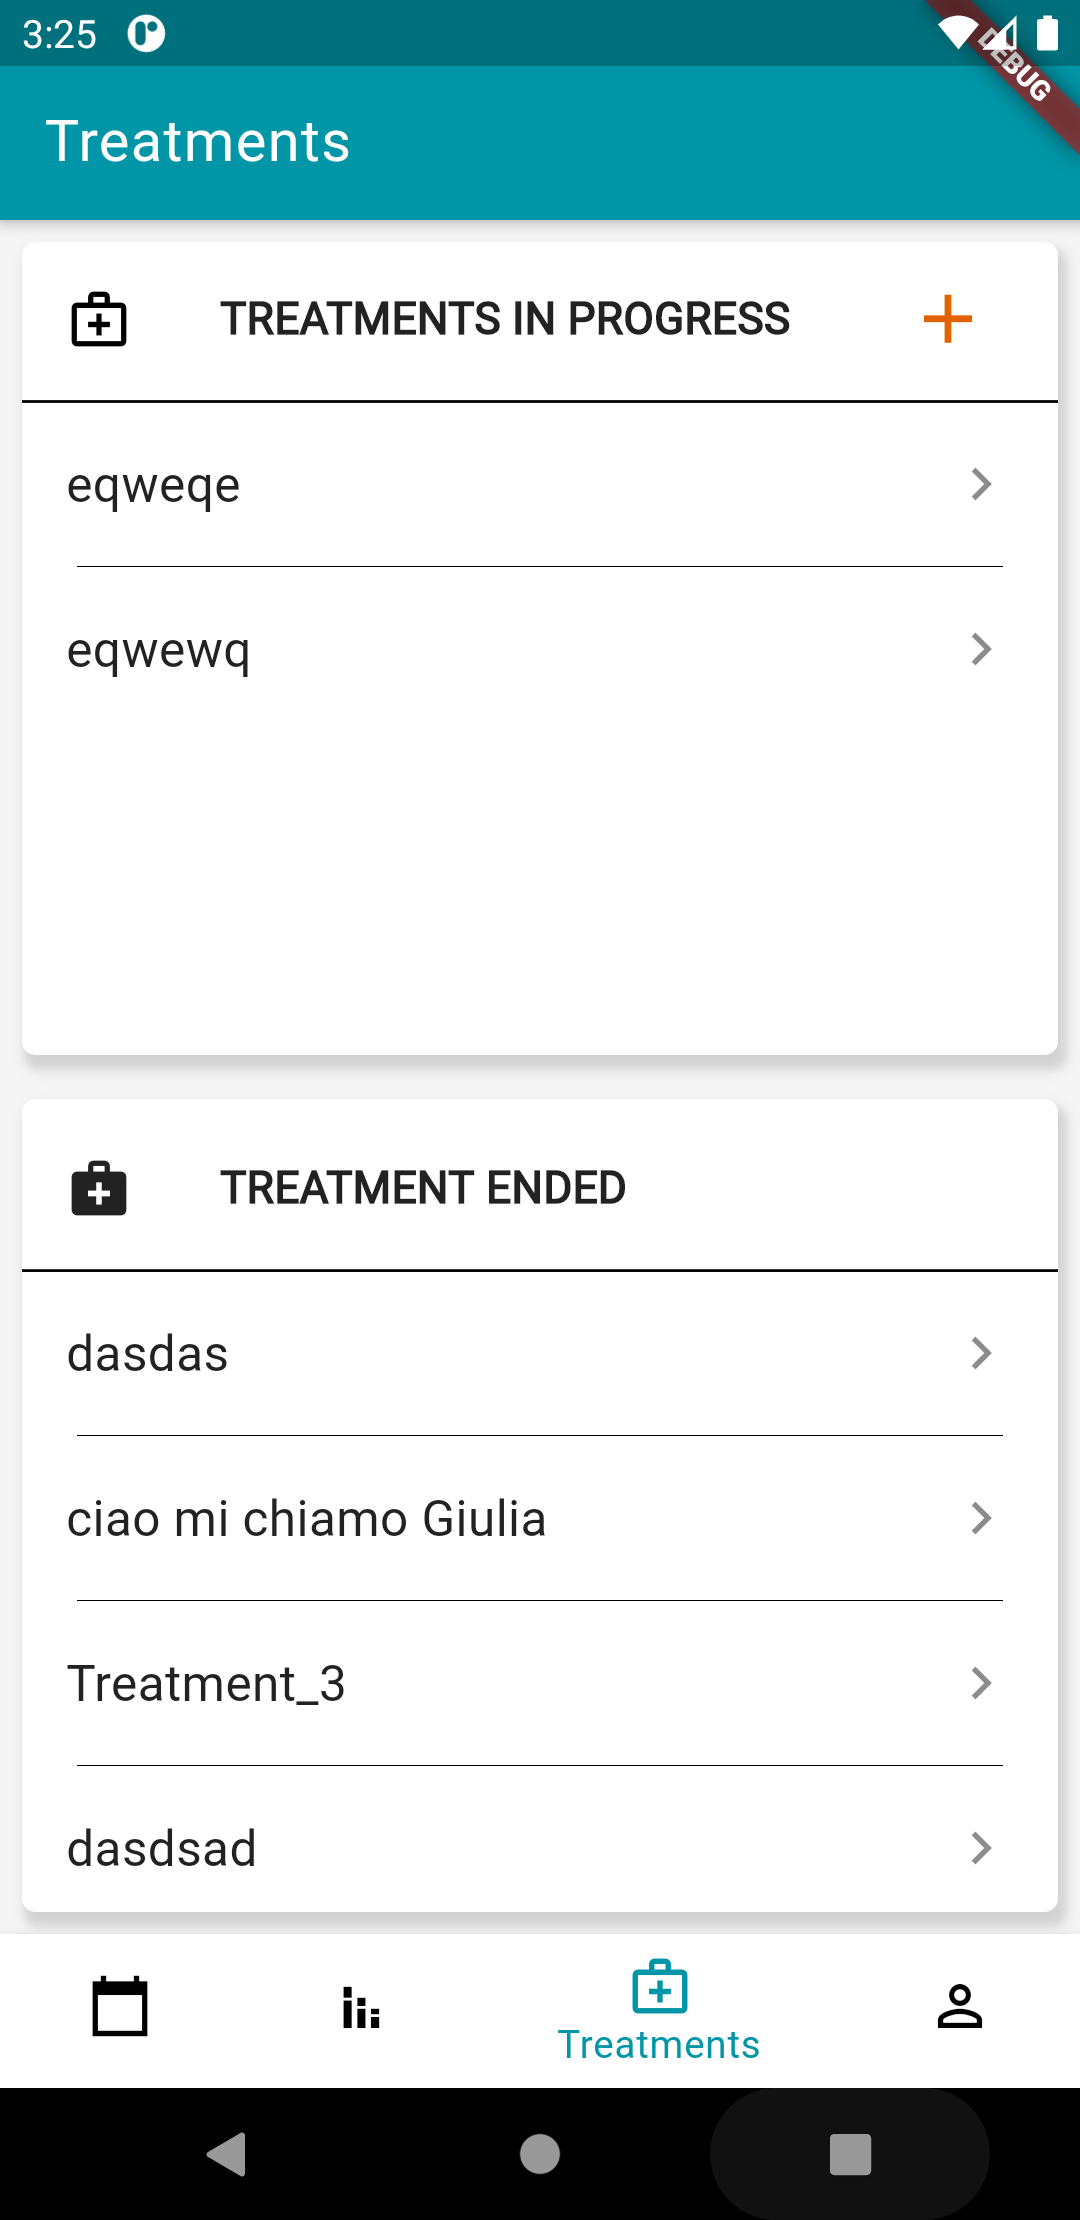 3:25
DEBUG
Treatments
TREATMENTS IN PROGRESS
eqweqe
eqwewq
TREATMENT ENDED
dasdas
ciao mi chiamo Giulia
Treatment_3
dasdsad
Treatments